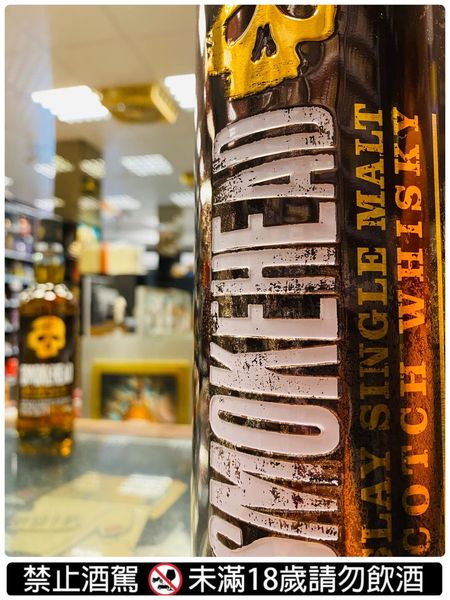 SMOKEHEAD
ISLAY SINGLE MALT
SCOTCH WHISKY
SMOKEHEAD
禁止酒駕 未滿18歲請勿飲酒